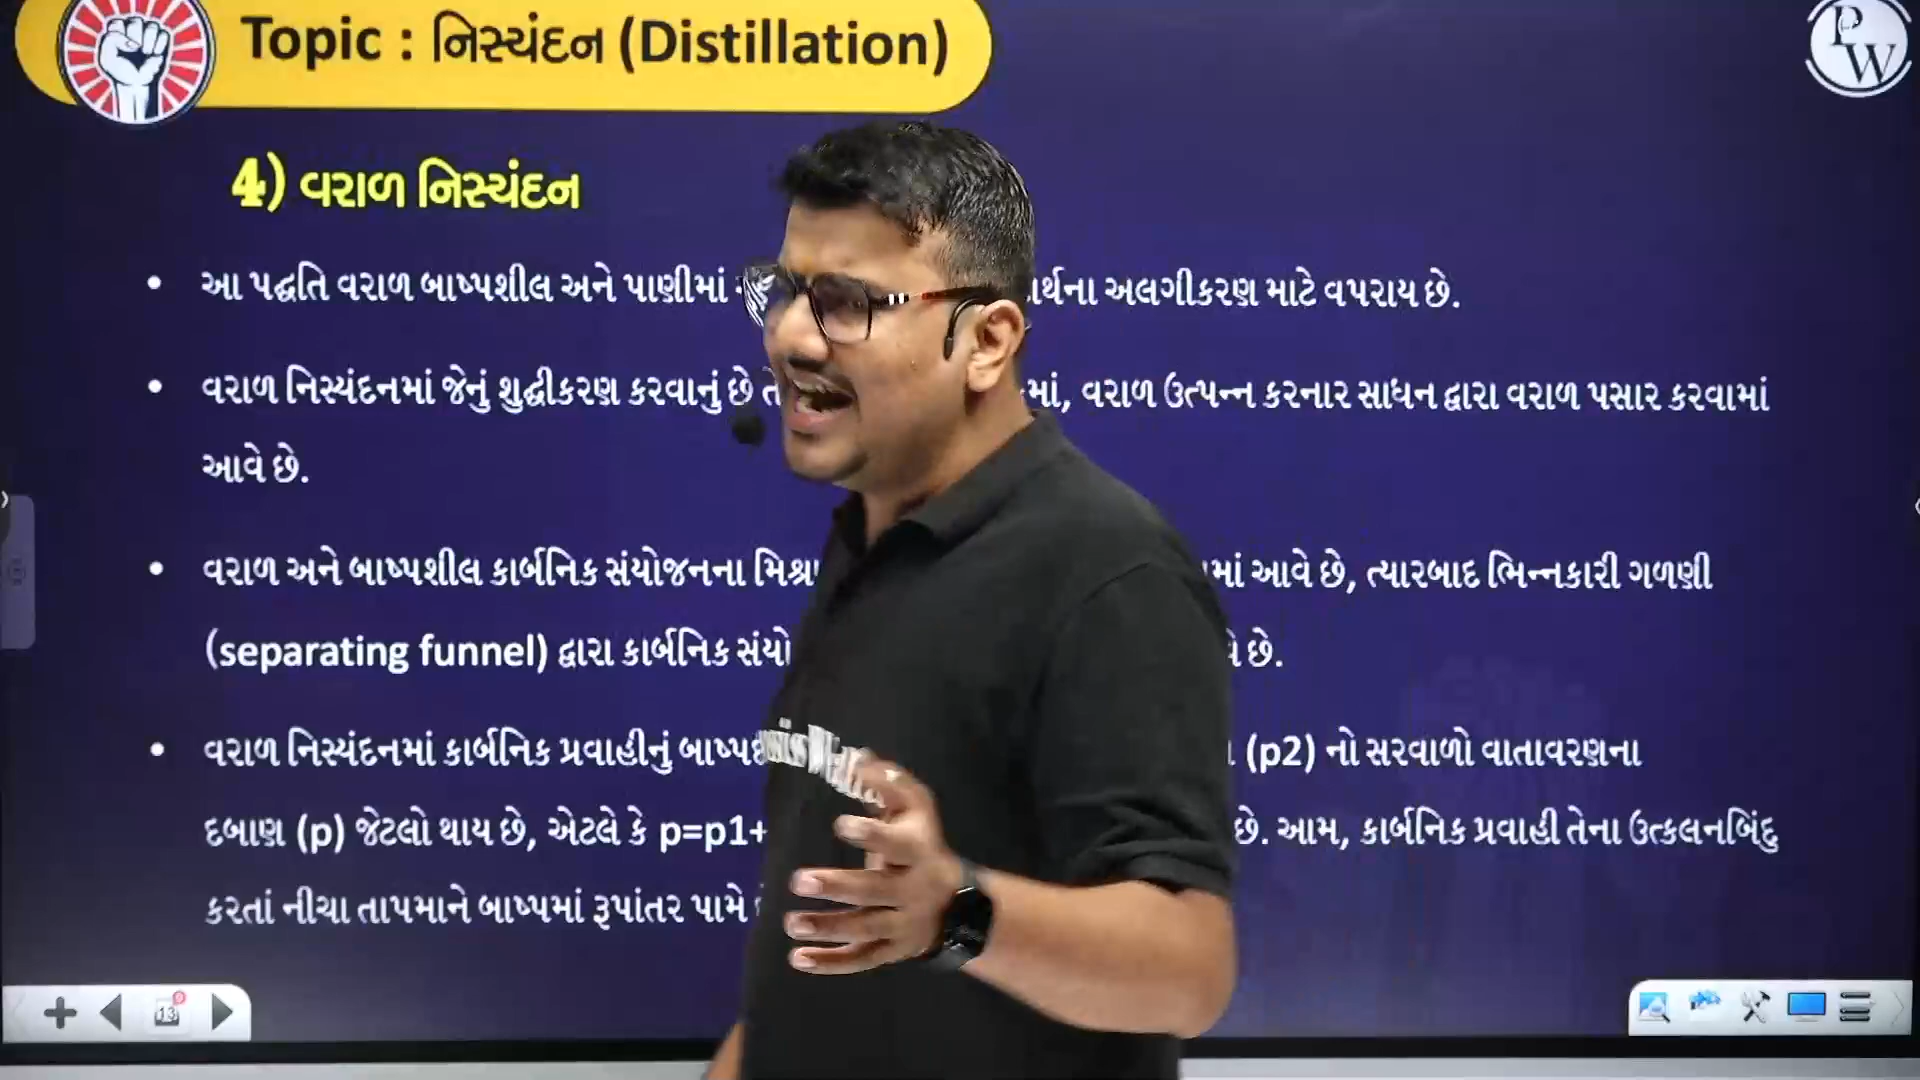 Topic : નિસ્યંદન (Distillation)
PW
4) વરાળ નિસ્યંદન
• આ પદ્ધતિ વરાળ બાષ્પશીલ અને પાણીમાં અલગીકરણ માટે વપરાય છે.
• વરાળ નિસ્યંદનમાં જેનું શુદ્ધીકરણ કરવાનું છે વરાળ ઉત્પન્ન કરનાર સાધન દ્વારા વરાળ પસાર કરવામાં
આવે છે.
• વરાળ અને બાષ્પશીલ કાર્બનિક સંયોજનના આવે છે, ત્યારબાદ ભિન્નકારી ગળણી
(separating funnel) દ્વારા કાર્બનિક છે.
• વરાળ નિસ્યંદનમાં કાર્બનિક પ્રવાહીનું (p2) નો સરવાળો વાતાવરણના
દબાણ (p) જેટલો થાય છે, એટલે કે p=p1+ છે. આમ, કાર્બનિક પ્રવાહી તેના ઉત્કલનબિંદુ
કરતાં નીચા તાપમાને બાષ્પમાં રૂપાંતર પામે
13
9